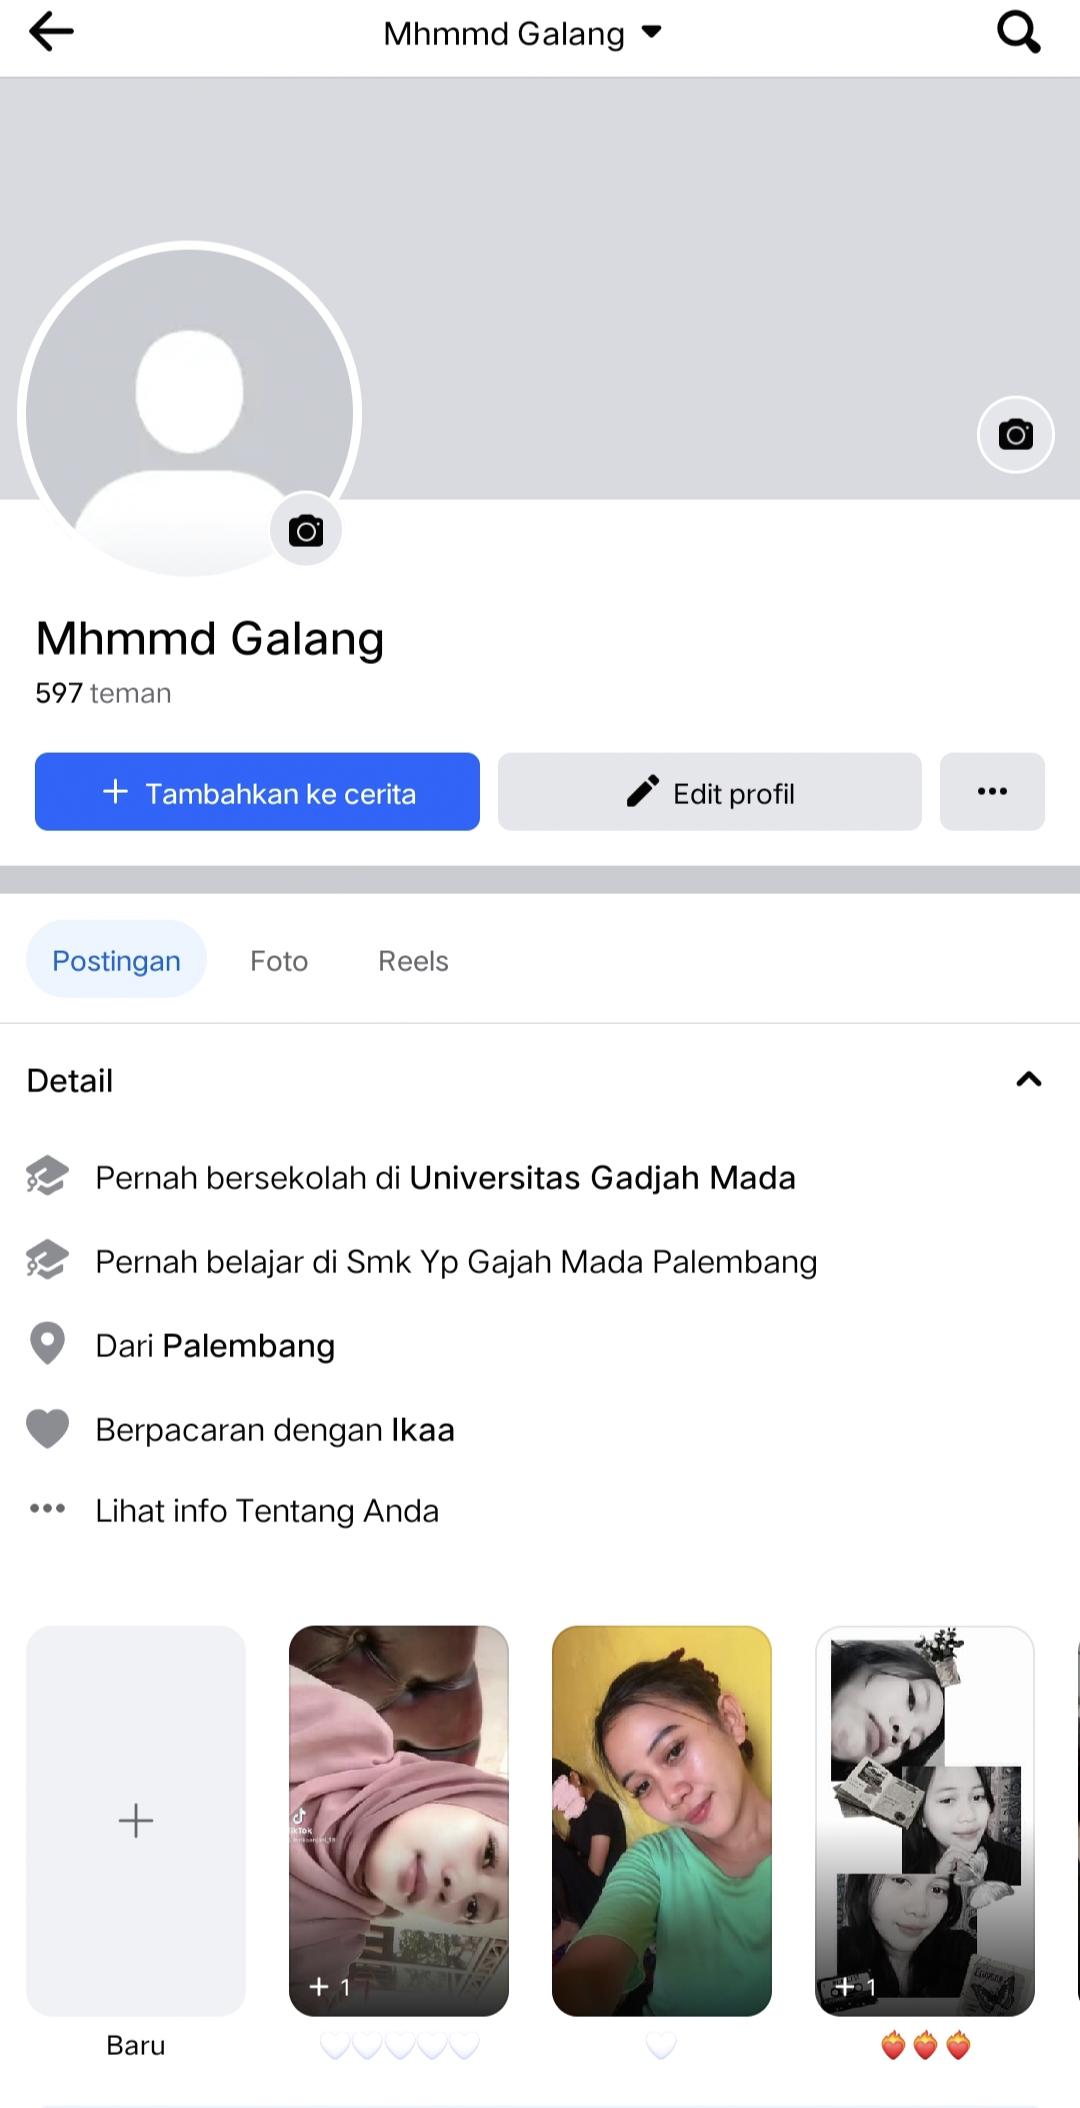 Mhmmd Galang
Mhmmd Galang
597 teman
+ Tambahkan ke cerita
Edit profil
Postingan
Foto
Reels
Detail
Pernah bersekolah di Universitas Gadjah Mada
Pernah belajar di Smk Yp Gajah Mada Palembang
Dari Palembang
Berpacaran dengan Ikaa
Lihat info Tentang Anda
+ 1
+ 1
Baru
🤍🤍🤍🤍🤍
🤍
❤️‍🔥❤️‍🔥❤️‍🔥